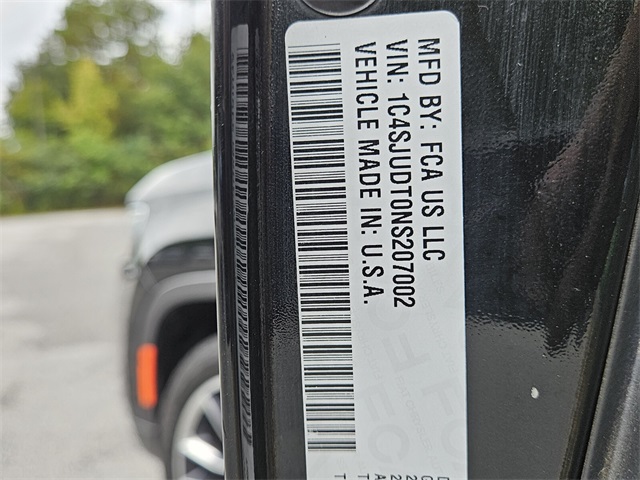 MFD BY: FCA US LLC
VIN: 1C4SJUDT0NS207002
VEHICLE MADE IN: U.S.A.